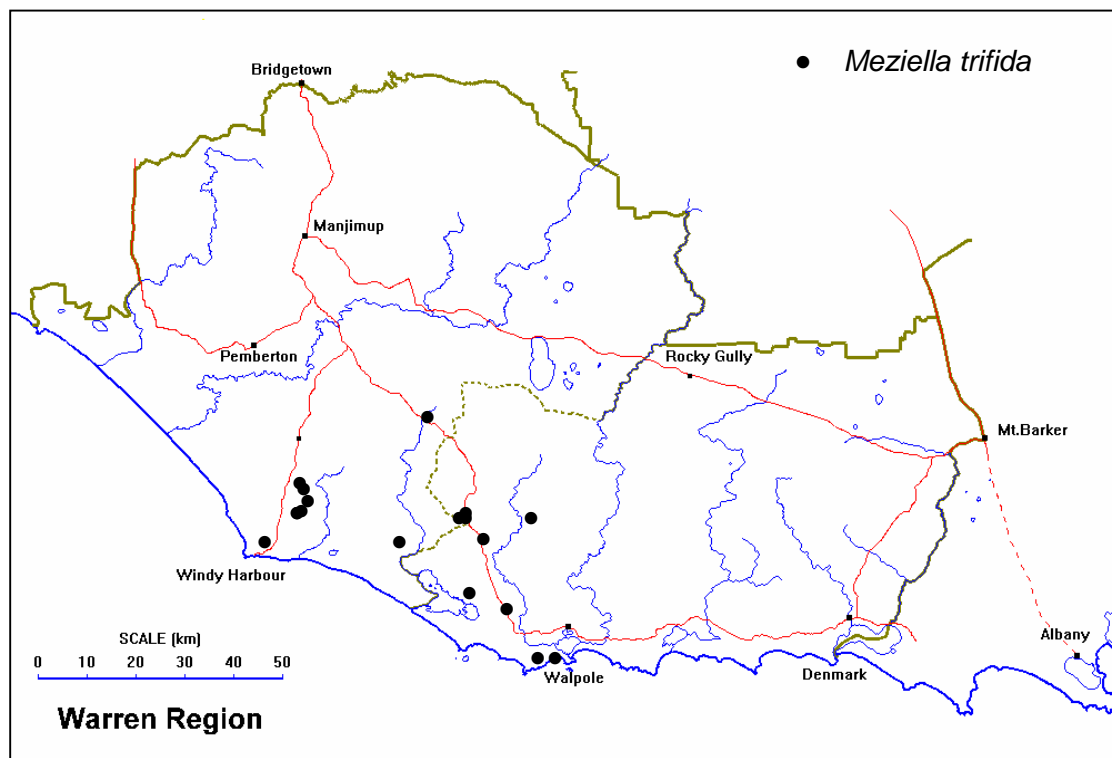 Meziella trifida
Bridgetown
Manjimup
Pemberton
Rocky Gully
Mt.Barker
Windy Harbour
SCALE [km]
0 10 20 30 40 50
Walpole
Denmark
Albany
Warren Region